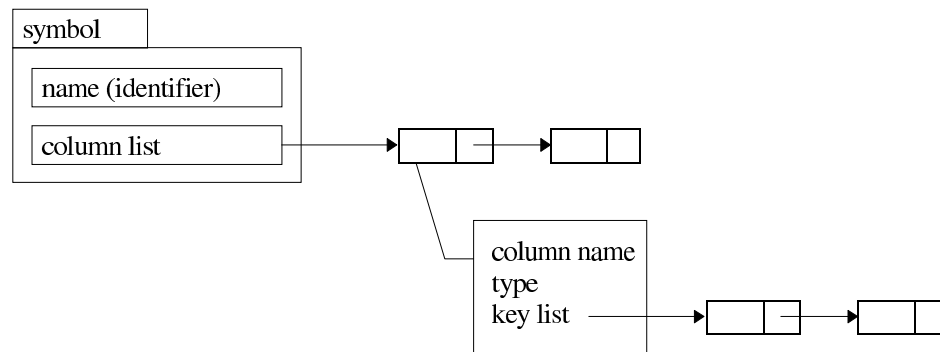 symbol
name (identifier)
column list
column name
type
key list